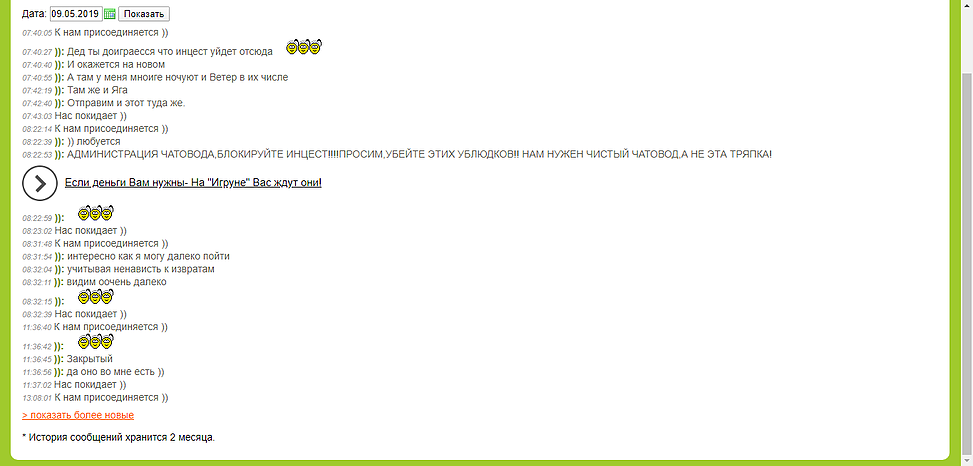 Дата: 09.05.2019 Показать
07:40:05 К нам присоединяется ))
07:40:27 )): Дед ты доиграесся что инцест уйдет отсюда
07:40:40 )): И окажется на новом
07:40:55 )): А там у меня мноиге ночуют и Ветер в их числе
07:42:19 )): Там же и Яга
07:42:40 )): Отправим и этот туда же.
07:43:03 Нас покидает ))
08:22:14 К нам присоединяется ))
08:22:39 )): )) любуется
08:22:53 )): АДМИНИСТРАЦИЯ ЧАТОВОДА,БЛОКИРУЙТЕ ИНЦЕСТ!!!!ПРОСИМ,УБЕЙТЕ ЭТИХ УБЛЮДКОВ!! НАМ НУЖЕН ЧИСТЫЙ ЧАТОВОД,А НЕ ЭТА ТРЯПКА!
Если деньги Вам нужны- На "Игруне" Вас ждут они!
08:22:59 )):
08:23:02 Нас покидает ))
08:31:48 К нам присоединяется ))
08:31:54 )): интересно как я могу далеко пойти
08:32:04 )): учитывая ненависть к извратам
08:32:11 )): видим оочень далеко
08:32:15 )):
08:32:39 Нас покидает ))
11:36:40 К нам присоединяется ))
11:36:42 )):
11:36:45 )): Закрытый
11:36:56 )): да оно во мне есть ))
11:37:02 Нас покидает ))
13:08:01 К нам присоединяется ))
> показать более новые
* История сообщений хранится 2 месяца.